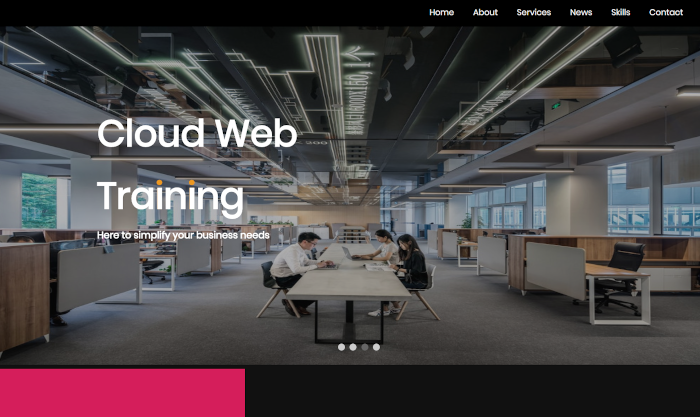 Home About Services News Skills Contact
Cloud Web
Training
Here to simplify your business needs